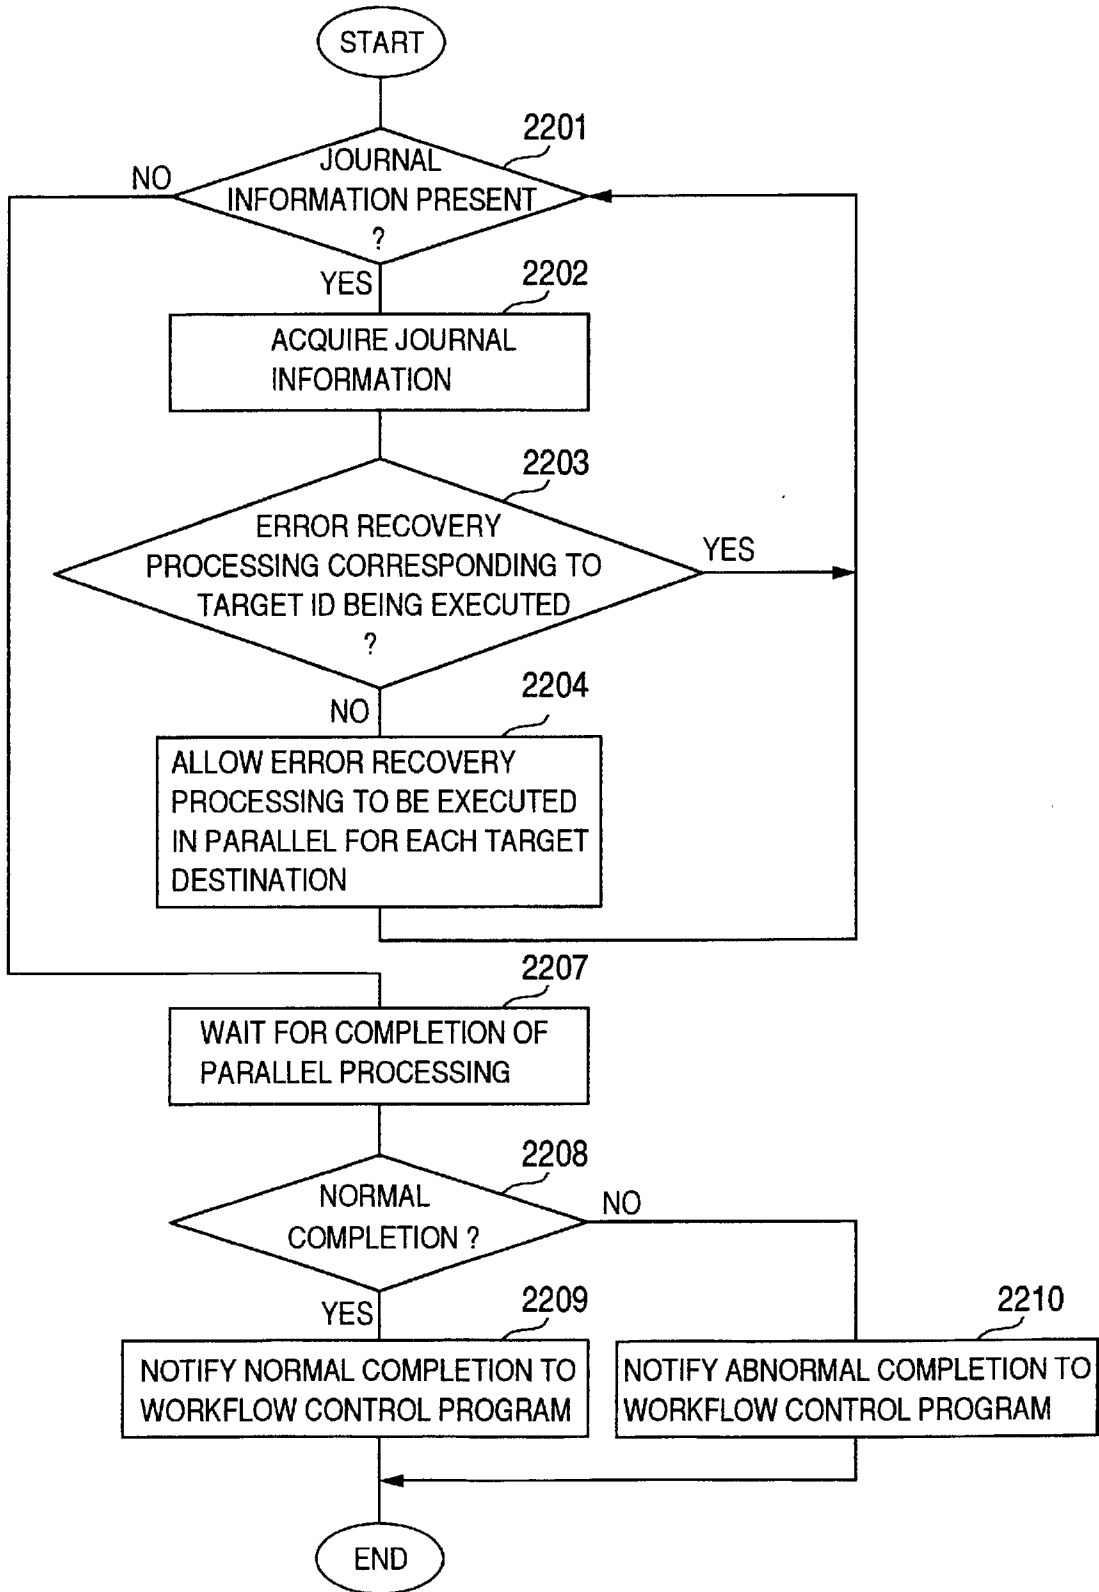 START
2201
JOURNAL
INFORMATION PRESENT
?
NO
YES
2202
ACQUIRE JOURNAL
INFORMATION
2203
ERROR RECOVERY
PROCESSING CORRESPONDING TO
TARGET ID BEING EXECUTED
?
YES
NO
2204
ALLOW ERROR RECOVERY
PROCESSING TO BE EXECUTED
IN PARALLEL FOR EACH TARGET
DESTINATION
2207
WAIT FOR COMPLETION OF
PARALLEL PROCESSING
2208
NORMAL
COMPLETION ?
NO
YES
2209
NOTIFY NORMAL COMPLETION TO
WORKFLOW CONTROL PROGRAM
2210
NOTIFY ABNORMAL COMPLETION TO
WORKFLOW CONTROL PROGRAM
END